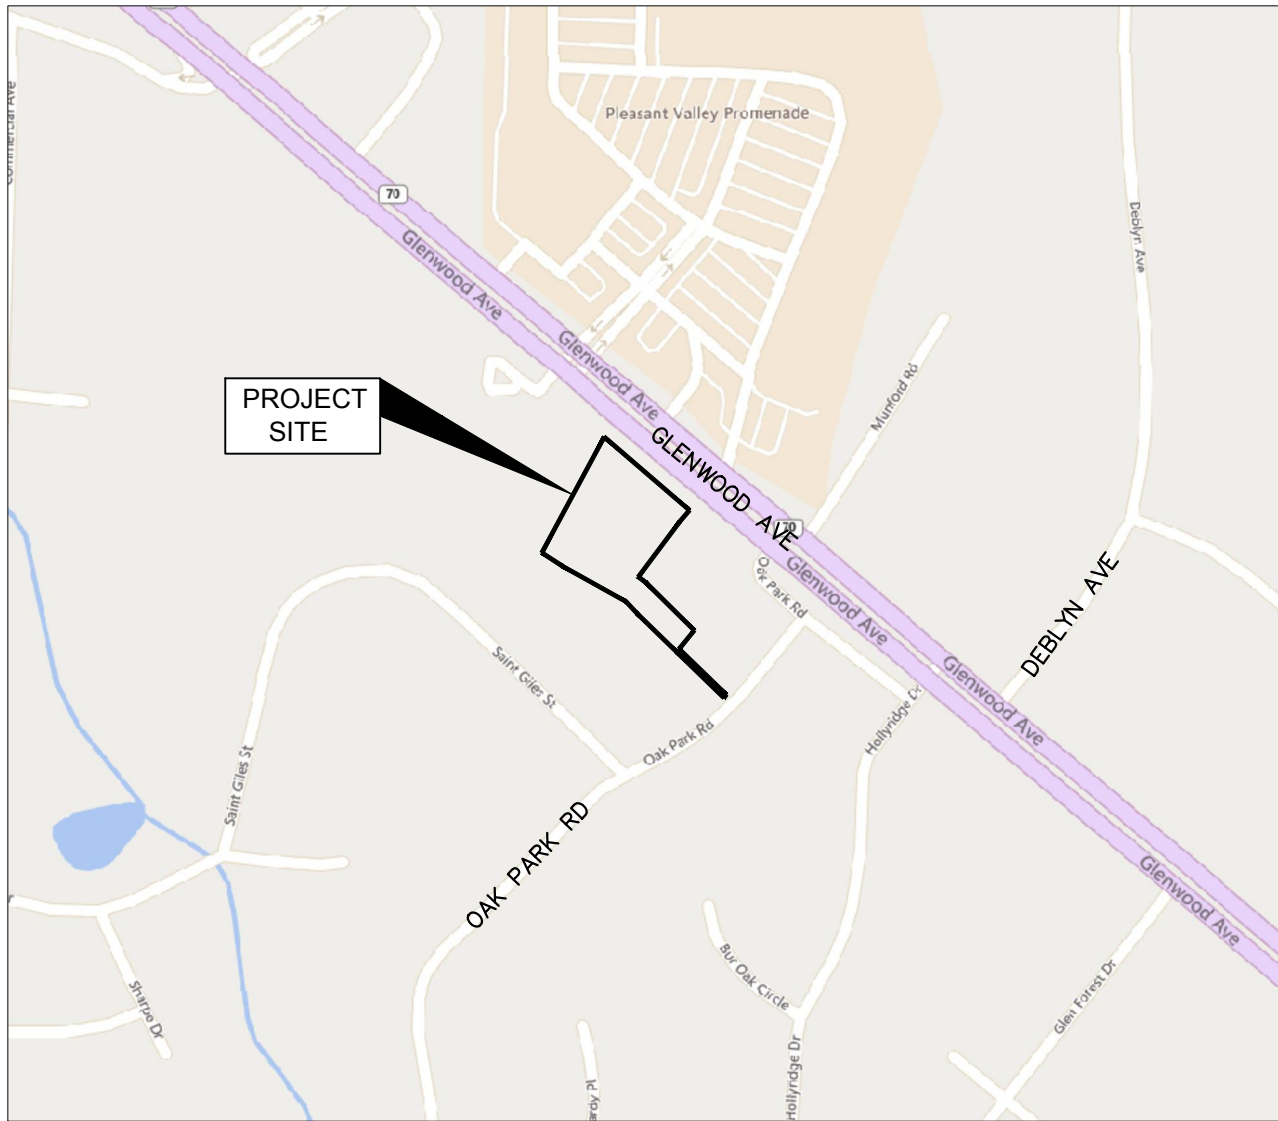 Commercial Ave
Pleasant Valley Promenade
70
Glenwood Ave
Glenwood Ave
Deblyn Ave
PROJECT
SITE
Munford Rd
GLENWOOD AVE
70
Oak Park Rd
Glenwood Ave
DEBLYN AVE
Saint Giles St
Glenwood Ave
Hollyridge Dr
Oak Park Rd
Saint Giles St
OAK PARK RD
Glenwood Ave
Bur Oak Circle
Glen Forest Dr
Sharpe Dr
Hollyridge Dr